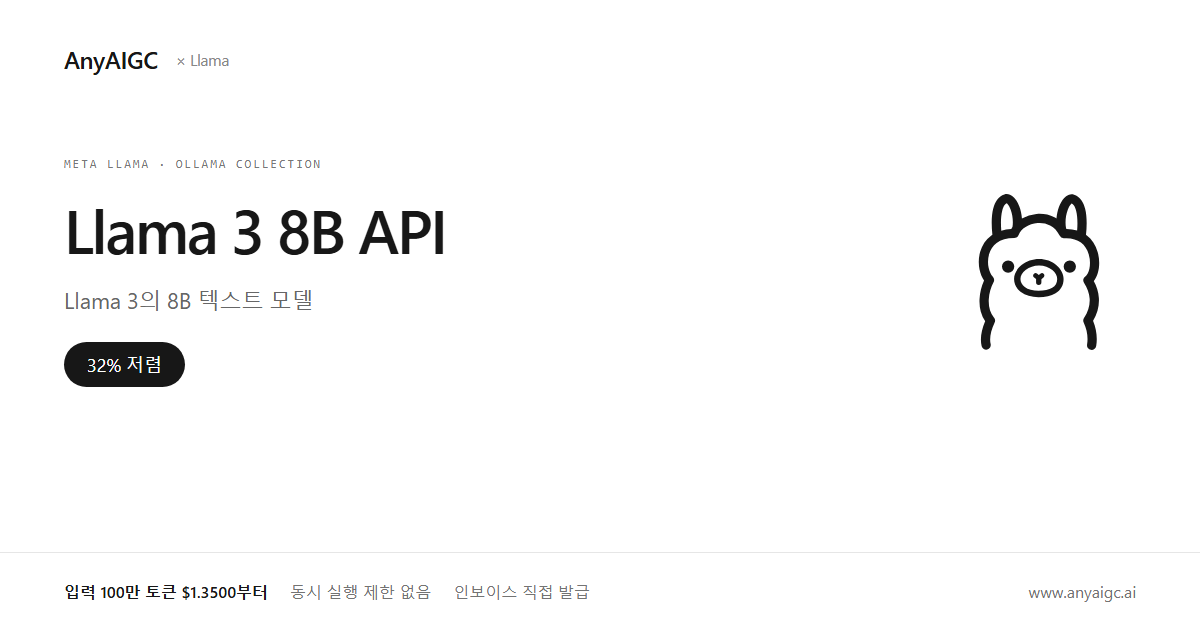 AnyAIGC × Llama
META LLAMA · OLLAMA COLLECTION
Llama 3 8B API
Llama 3의 8B 텍스트 모델
32% 저렴
입력 100만 토큰 $1.3500부터 동시 실행 제한 없음 인보이스 직접 발급 www.anyaigc.ai